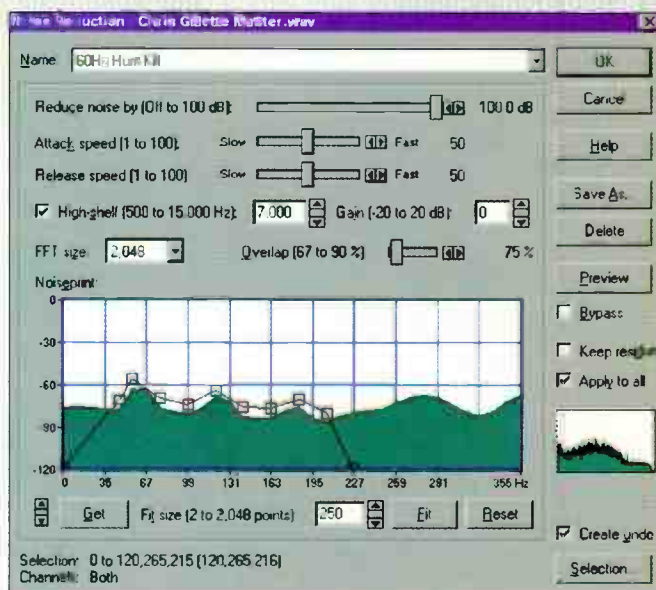 Noise Reduction - Chris Gillette Master.wav
Name: 60Hz Hum Kill
OK
Reduce noise by (Off to 100 dB): 100.0 dB
Cancel
Attack speed (1 to 100): Slow Fast 50
Help
Release speed (1 to 100) Slow Fast 50
Save As...
High-shelf (500 to 15,000 Hz): 7,000 Gain (-20 to 20 dB): 0
Delete
FFT size: 2,048 Overlap (67 to 90 %) 75 %
Noiseprint:
Preview
0
Bypass
-30
Keep
-60
Apply to all
-90
-120
0 35 67 99 131 163 195 227 259 291 355 Hz
Get Fit size (2 to 2,048 points) 250 Fit Reset
Create undo
Selection: 0 to 120,265,215 (120,265,216)
Channels: Both
Selection...